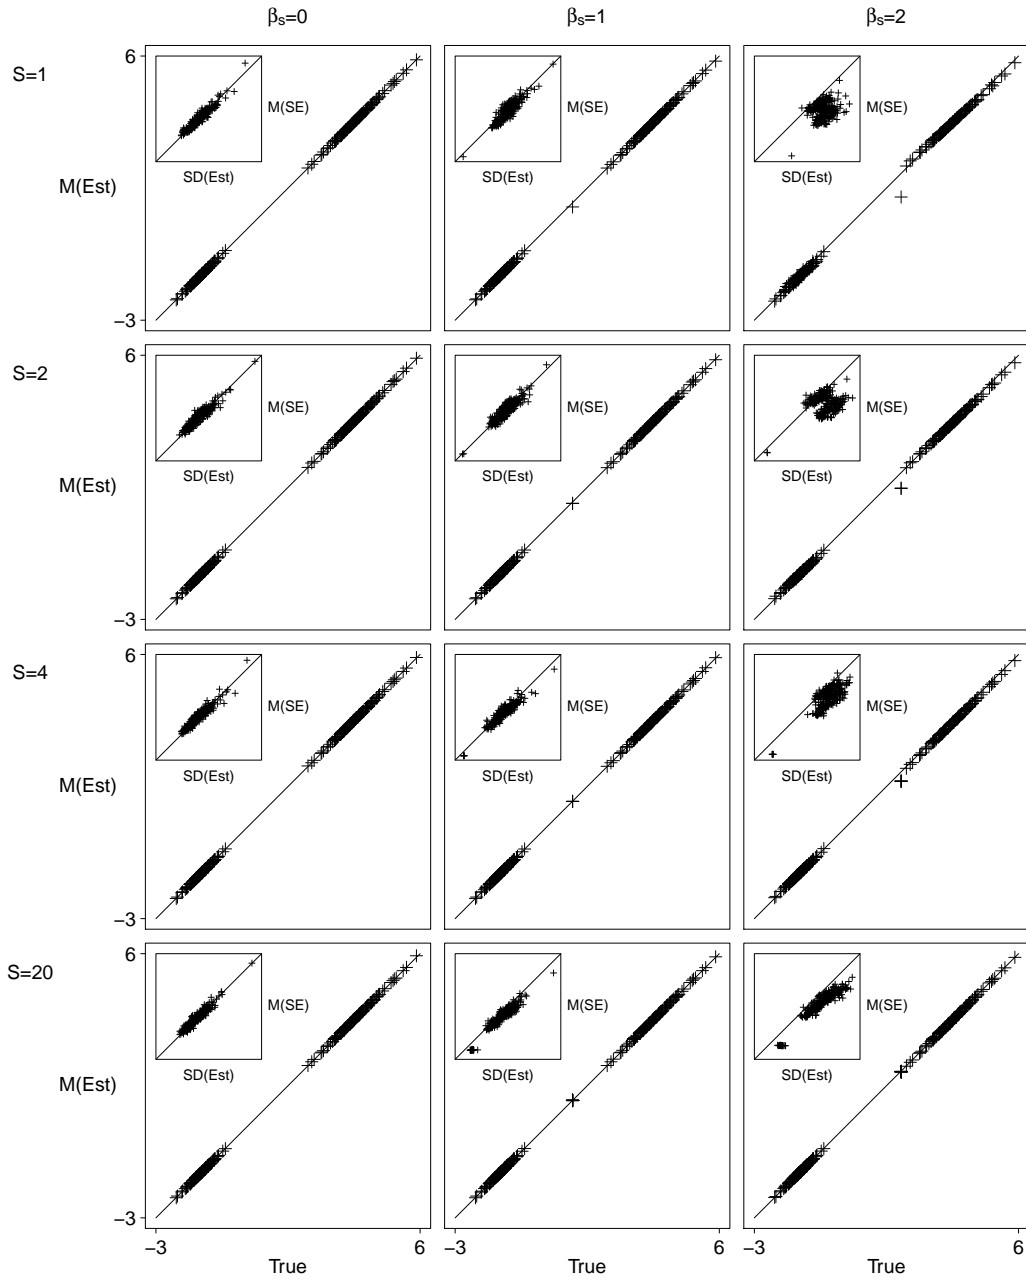 βs=0 βs=1 βs=2
S=1
6
M(SE) M(SE) M(SE)
SD(Est) SD(Est) SD(Est)
M(Est)
−3
S=2
6
M(SE) M(SE) M(SE)
SD(Est) SD(Est) SD(Est)
M(Est)
−3
S=4
6
M(SE) M(SE) M(SE)
SD(Est) SD(Est) SD(Est)
M(Est)
−3
S=20
6
M(SE) M(SE) M(SE)
SD(Est) SD(Est) SD(Est)
M(Est)
−3
−3 6 −3 6 −3 6
True True True